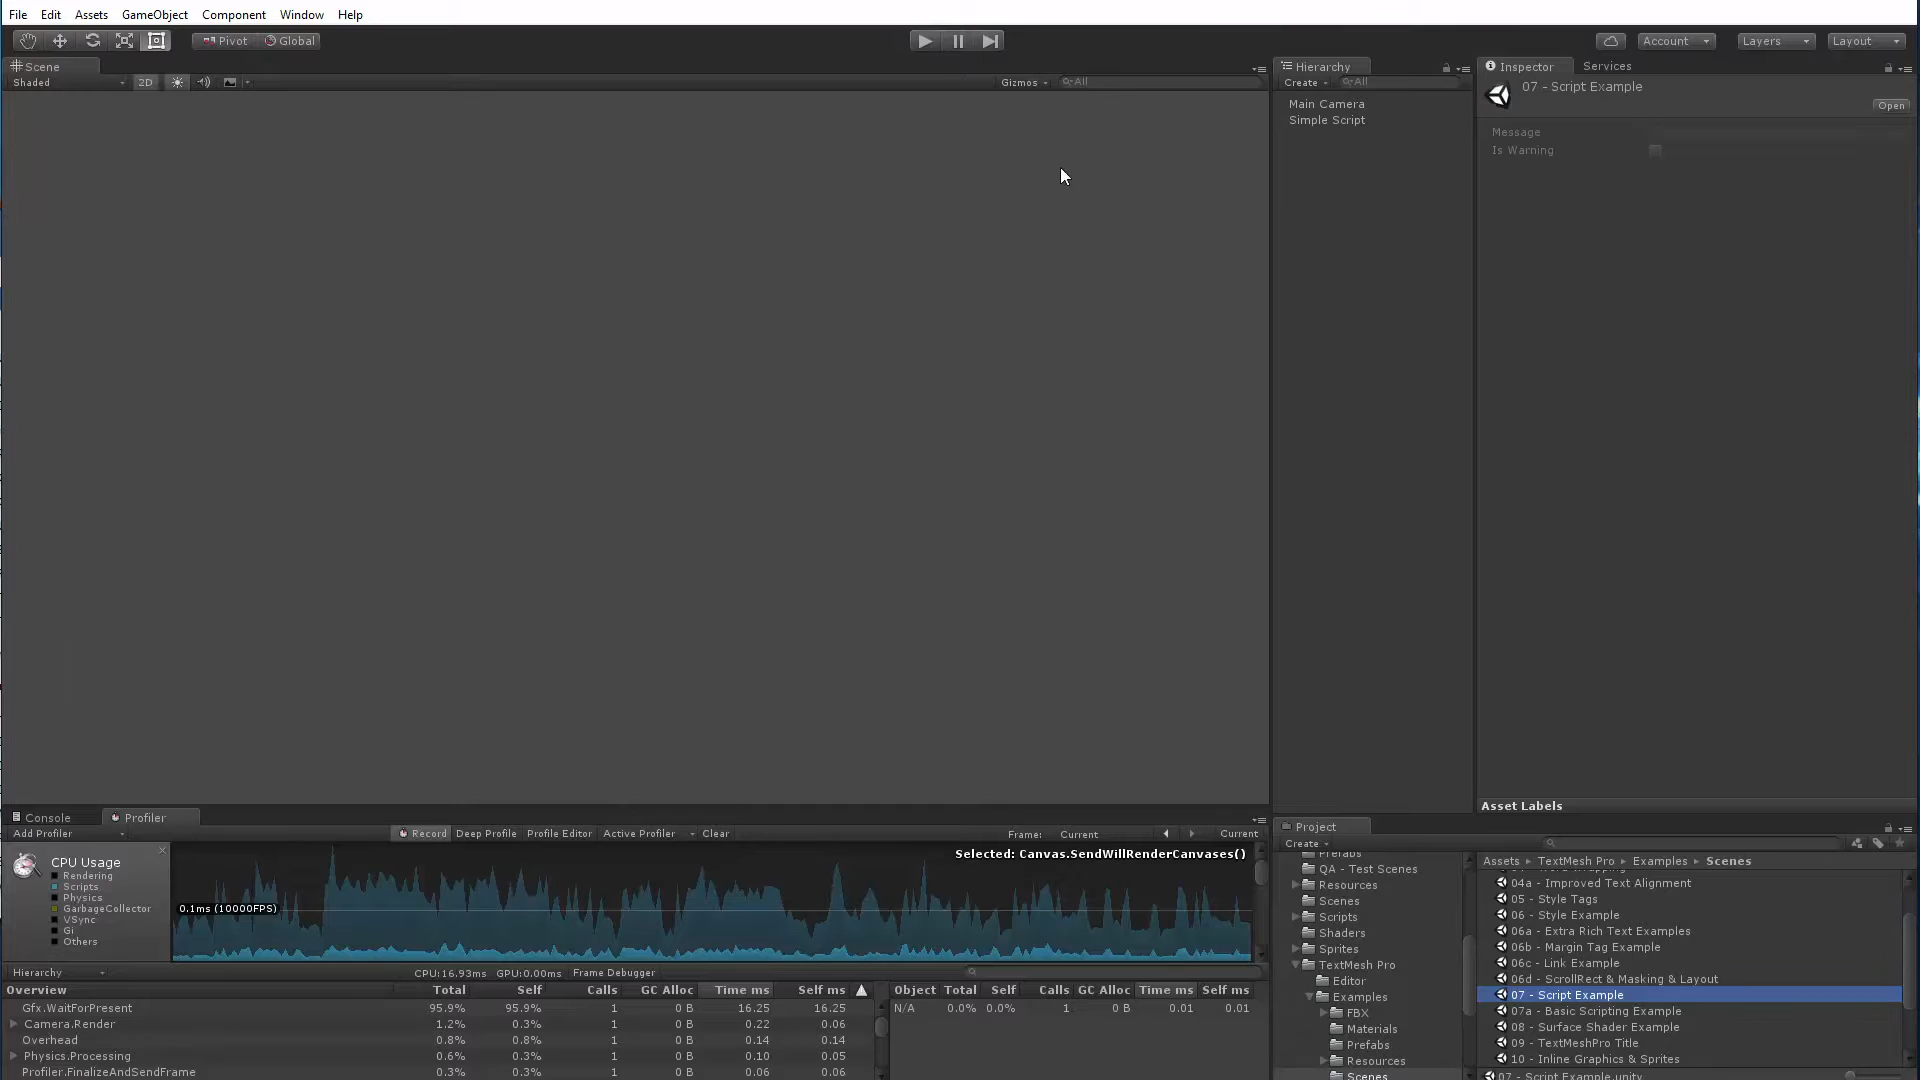 File Edit Assets GameObject Component Window Help
Pivot Global
Account Layers Layout
Scene
Shaded 2D Gizmos All
Hierarchy
Create All
Main Camera
Simple Script
Inspector Services
07 - Script Example
Open
Message
Is Warning
Asset Labels
Console Profiler
Add Profiler Record Deep Profile Profile Editor Active Profiler Clear Frame: Current Current
CPU Usage
Rendering
Scripts
Physics
GarbageCollector
VSync
Gi
Others
Selected: Canvas.SendWillRenderCanvases()
0.1ms (10000FPS)
Hierarchy CPU:16.93ms GPU:0.00ms Frame Debugger
Overview Total Self Calls GC Alloc Time ms Self ms
Gfx.WaitForPresent 95.9% 95.9% 1 0 B 16.25 16.25
Camera.Render 1.2% 0.3% 1 0 B 0.22 0.06
Overhead 0.8% 0.8% 1 0 B 0.14 0.14
Physics.Processing 0.6% 0.3% 1 0 B 0.10 0.05
Profiler.FinalizeAndSendFrame 0.3% 0.3% 1 0 B 0.06 0.06
Object Total Self Calls GC Alloc Time ms Self ms
N/A 0.0% 0.0% 1 0 B 0.01 0.01
Project
Create
Prefabs
QA - Test Scenes
Resources
Scenes
Scripts
Shaders
Sprites
TextMesh Pro
Editor
Examples
FBX
Materials
Prefabs
Resources
Scenes
Assets TextMesh Pro Examples Scenes
04a - Improved Text Alignment
05 - Style Tags
06 - Style Example
06a - Extra Rich Text Examples
06b - Margin Tag Example
06c - Link Example
06d - ScrollRect & Masking & Layout
07 - Script Example
07a - Basic Scripting Example
08 - Surface Shader Example
09 - TextMeshPro Title
10 - Inline Graphics & Sprites
07 - Script Example.unity